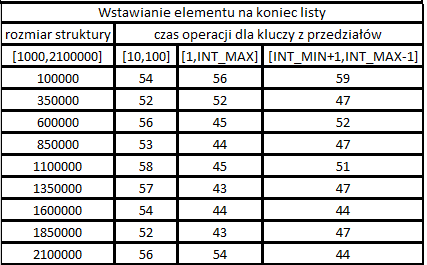 Wstawianie elementu na koniec listy
rozmiar struktury czas operacji dla kluczy z przedziałów
[1000,2100000] [10,100] [1,INT_MAX] [INT_MIN+1,INT_MAX-1]
100000 54 56 59
350000 52 52 47
600000 56 45 52
850000 53 44 47
1100000 58 45 51
1350000 57 43 47
1600000 54 44 44
1850000 52 43 47
2100000 56 54 44